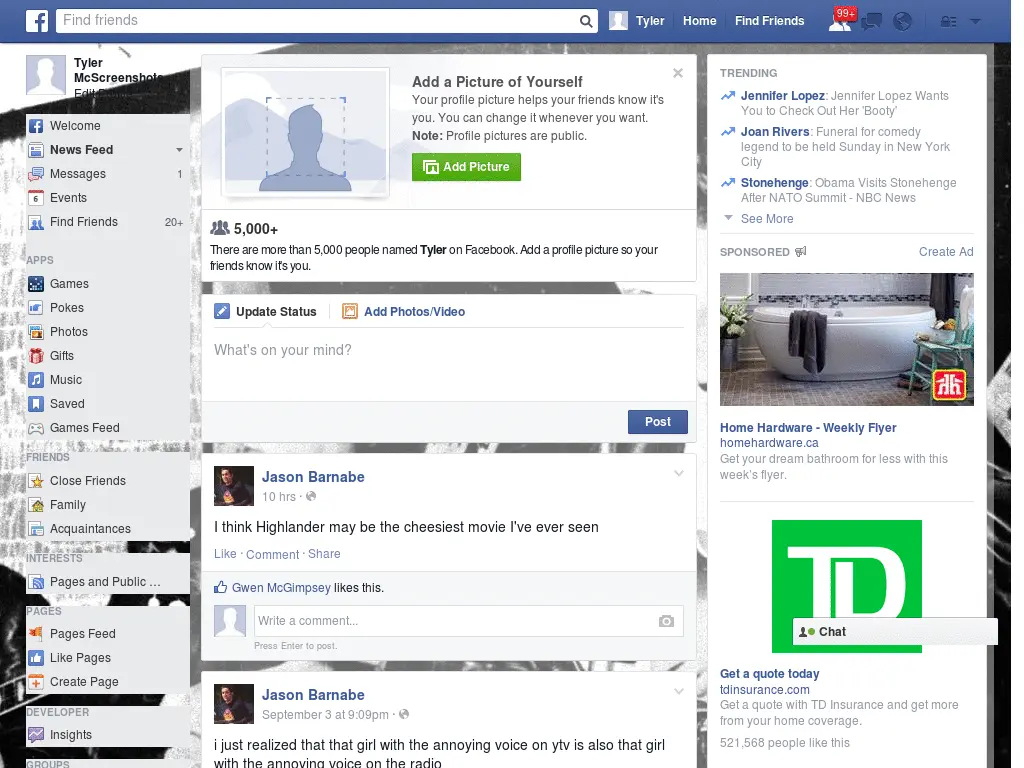 Find friends
Tyler
Home
Find Friends
99+
Tyler
McScreenshots
Welcome
News Feed
Messages 1
6
Events
Find Friends 20+
APPS
Games
Pokes
Photos
Gifts
Music
Saved
Games Feed
FRIENDS
Close Friends
Family
Acquaintances
INTERESTS
Pages and Public ...
PAGES
Pages Feed
Like Pages
Create Page
DEVELOPER
Insights
GROUPS
Add a Picture of Yourself
Your profile picture helps your friends know it's
you. You can change it whenever you want.
Note: Profile pictures are public.
Add Picture
5,000+
There are more than 5,000 people named Tyler on Facebook. Add a profile picture so your
friends know it's you.
Update Status
Add Photos/Video
What's on your mind?
Post
Jason Barnabe
10 hrs ·
I think Highlander may be the cheesiest movie I've ever seen
Like · Comment · Share
Gwen McGimpsey likes this.
Write a comment...
Press Enter to post.
Jason Barnabe
September 3 at 9:09pm ·
i just realized that that girl with the annoying voice on ytv is also that girl
with the annoying voice on the radio
TRENDING
Jennifer Lopez: Jennifer Lopez Wants
You to Check Out Her 'Booty'
Joan Rivers: Funeral for comedy
legend to be held Sunday in New York
City
Stonehenge: Obama Visits Stonehenge
After NATO Summit - NBC News
See More
SPONSORED
Create Ad
Home Hardware - Weekly Flyer
homehardware.ca
Get your dream bathroom for less with this
week's flyer.
TD
Chat
Get a quote today
tdinsurance.com
Get a quote with TD Insurance and get more
from your home coverage.
521,568 people like this